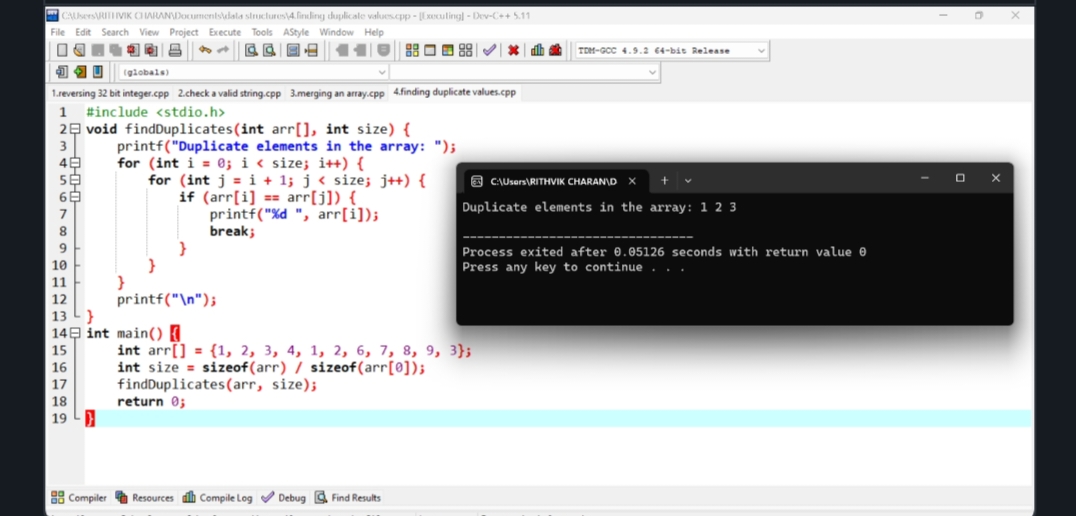 C:\Users\RITHVIK CHARAN\Documents\data structures\4.finding duplicate values.cpp - [Executing] - Dev-C++ 5.11
File Edit Search View Project Execute Tools AStyle Window Help
TDM-GCC 4.9.2 64-bit Release
(globals)
1.reversing 32 bit integer.cpp 2.check a valid string.cpp 3.merging an array.cpp 4.finding duplicate values.cpp
1 #include <stdio.h>
2 void findDuplicates(int arr[], int size) {
3 printf("Duplicate elements in the array: ");
4 for (int i = 0; i < size; i++) {
5 for (int j = i + 1; j < size; j++) {
6 if (arr[i] == arr[j]) {
7 printf("%d ", arr[i]);
8 break;
9 }
10 }
11 }
12 printf("\n");
13 }
14 int main() {
15 int arr[] = {1, 2, 3, 4, 1, 2, 6, 7, 8, 9, 3};
16 int size = sizeof(arr) / sizeof(arr[0]);
17 findDuplicates(arr, size);
18 return 0;
19 }
C:\Users\RITHVIK CHARAN\D
Duplicate elements in the array: 1 2 3
--------------------------------
Process exited after 0.05126 seconds with return value 0
Press any key to continue . . .
Compiler Resources Compile Log Debug Find Results